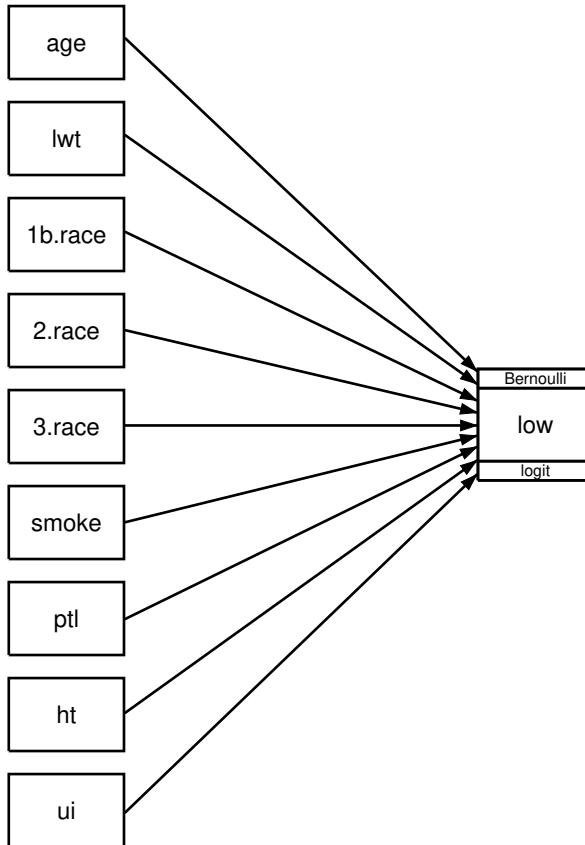 age
lwt
1b.race
2.race
3.race
smoke
ptl
ht
ui
Bernoulli
low
logit